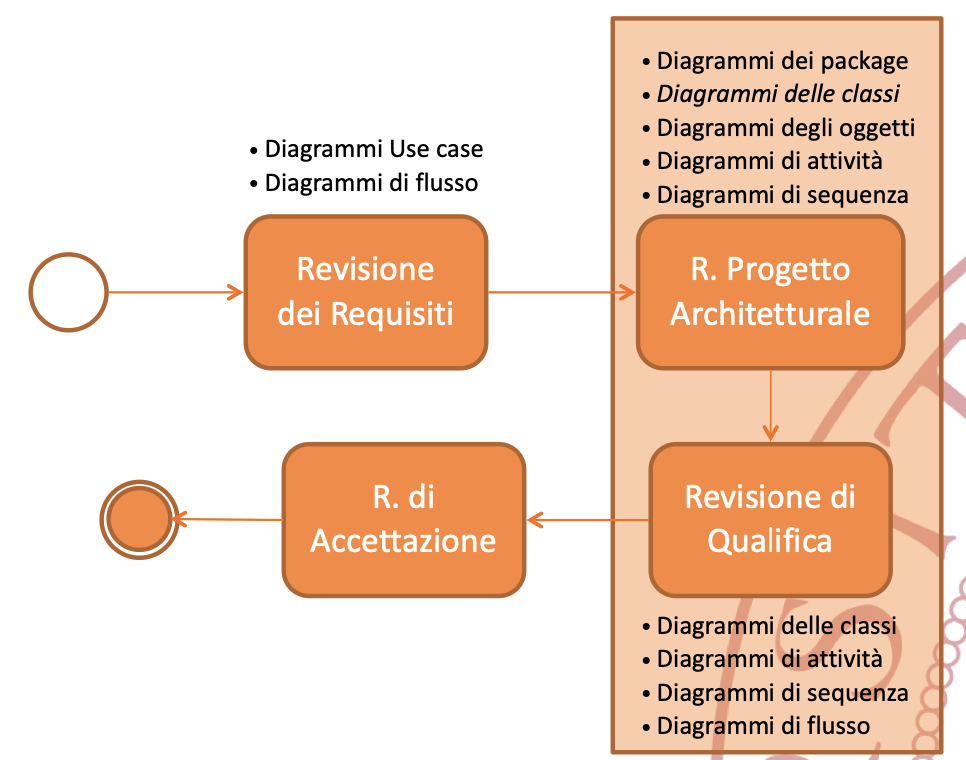 • Diagrammi Use case
• Diagrammi di flusso
Revisione
dei Requisiti
• Diagrammi dei package
• Diagrammi delle classi
• Diagrammi degli oggetti
• Diagrammi di attività
• Diagrammi di sequenza
R. Progetto
Architetturale
Revisione di
Qualifica
• Diagrammi delle classi
• Diagrammi di attività
• Diagrammi di sequenza
• Diagrammi di flusso
R. di
Accettazione